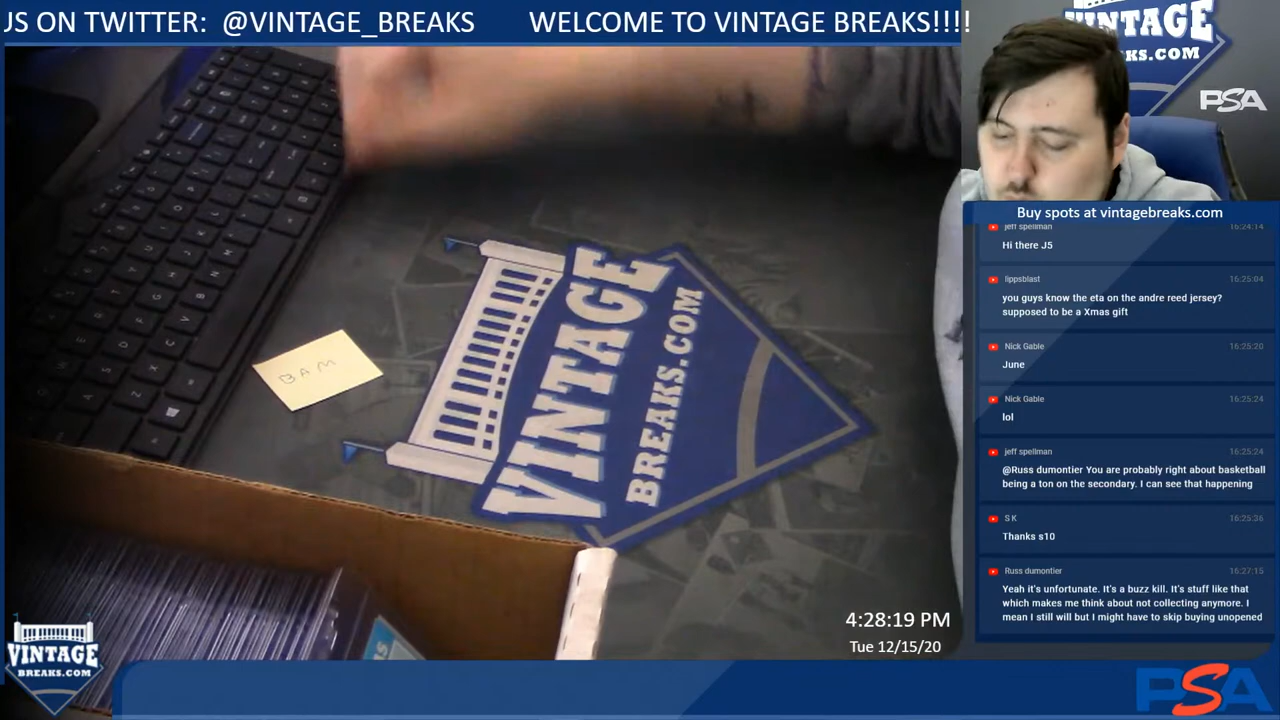 JS ON TWITTER: @VINTAGE_BREAKS WELCOME TO VINTAGE BREAKS!!!!
VINTAGE
KS.COM
PSA
Buy spots at vintagebreaks.com
jeff spellman 16:24:14
Hi there J5
lippsblast 16:25:04
you guys know the eta on the andre reed jersey?
supposed to be a Xmas gift
Nick Gable 16:25:20
June
Nick Gable 16:25:24
lol
jeff spellman 16:25:24
@Russ dumontier You are probably right about basketball
being a ton on the secondary. I can see that happening
S K 16:25:36
Thanks s10
Russ dumontier 16:27:15
Yeah it's unfortunate. It's a buzz kill. It's stuff like that
which makes me think about not collecting anymore. I
mean I still will but I might have to skip buying unopened
BAM
VINTAGE
BREAKS.COM
4:28:19 PM
Tue 12/15/20
VINTAGE
BREAKS.COM
PSA